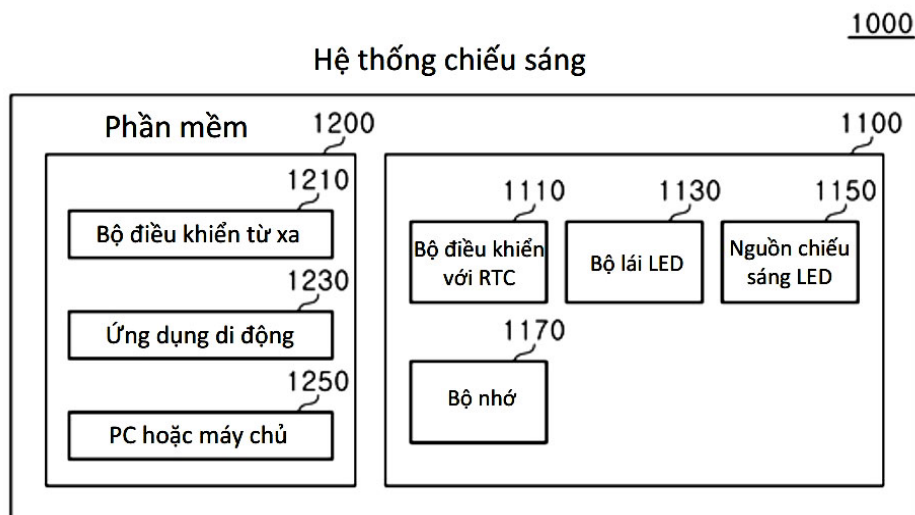 1000
Hệ thống chiếu sáng
Phần mềm
1200
1100
1210
Bộ điều khiển từ xa
1230
Ứng dụng di động
1250
PC hoặc máy chủ
1110
Bộ điều khiển
với RTC
1130
Bộ lái LED
1150
Nguồn chiếu
sáng LED
1170
Bộ nhớ